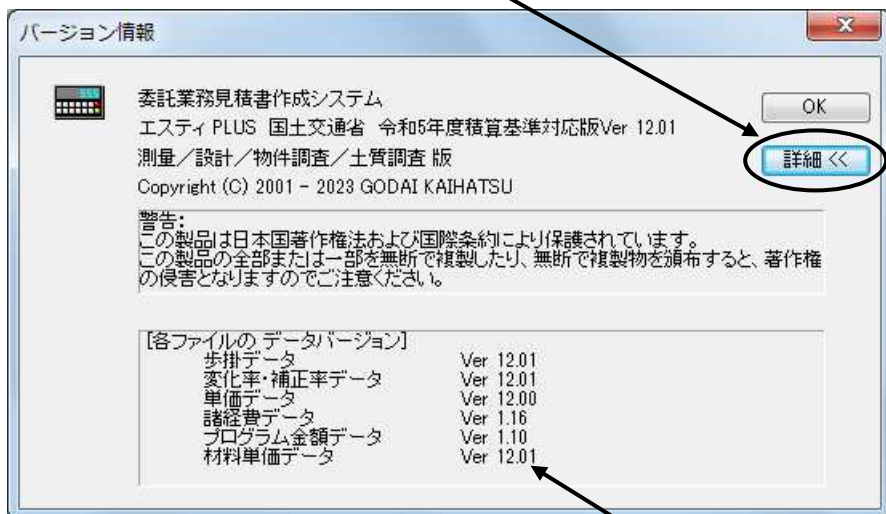 バージョン情報
委託業務見積書作成システム
エスティ PLUS 国土交通省 令和5年度積算基準対応版Ver 12.01
測量／設計／物件調査／土質調査 版
Copyright (C) 2001 - 2023 GODAI KAIHATSU
OK
詳細 <<
警告:
この製品は日本国著作権法および国際条約により保護されています。
この製品の全部または一部を無断で複製したり、無断で複製物を頒布すると、著作権
の侵害となりますのでご注意ください。
[各ファイルの データバージョン]
歩掛データ Ver 12.01
変化率・補正率データ Ver 12.01
単価データ Ver 12.00
諸経費データ Ver 1.16
プログラム金額データ Ver 1.10
材料単価データ Ver 12.01